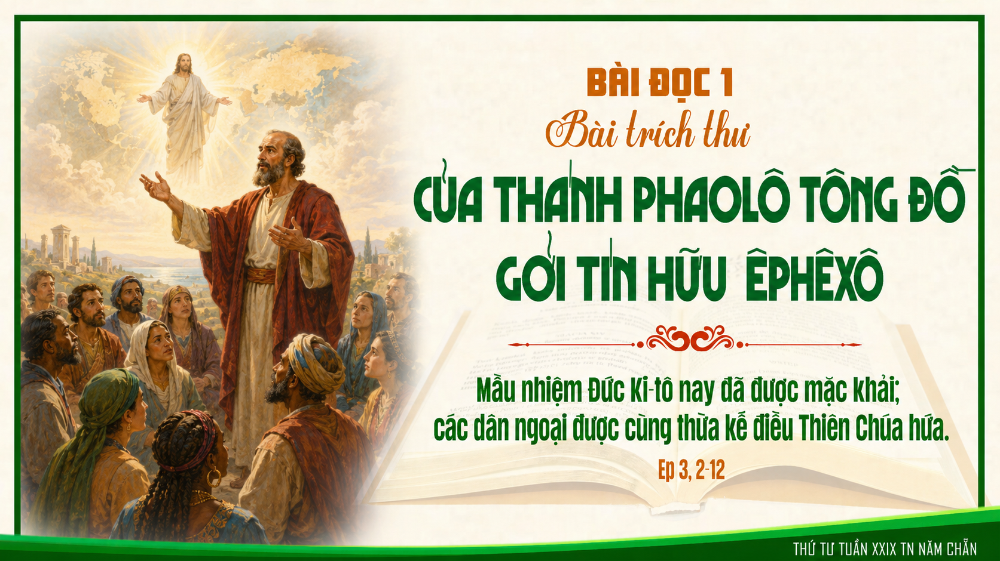 BÀI ĐỌC 1
Bài trích thư
CỦA THÁNH PHAOLÔ TÔNG ĐỒ
GỞI TÍN HỮU ÊPHÊXÔ
Mầu nhiệm Đức Ki-tô nay đã được mặc khải;
các dân ngoại được cùng thừa kế điều Thiên Chúa hứa.
Ep 3, 2-12
THỨ TƯ TUẦN XXIX TN NĂM CHẴN